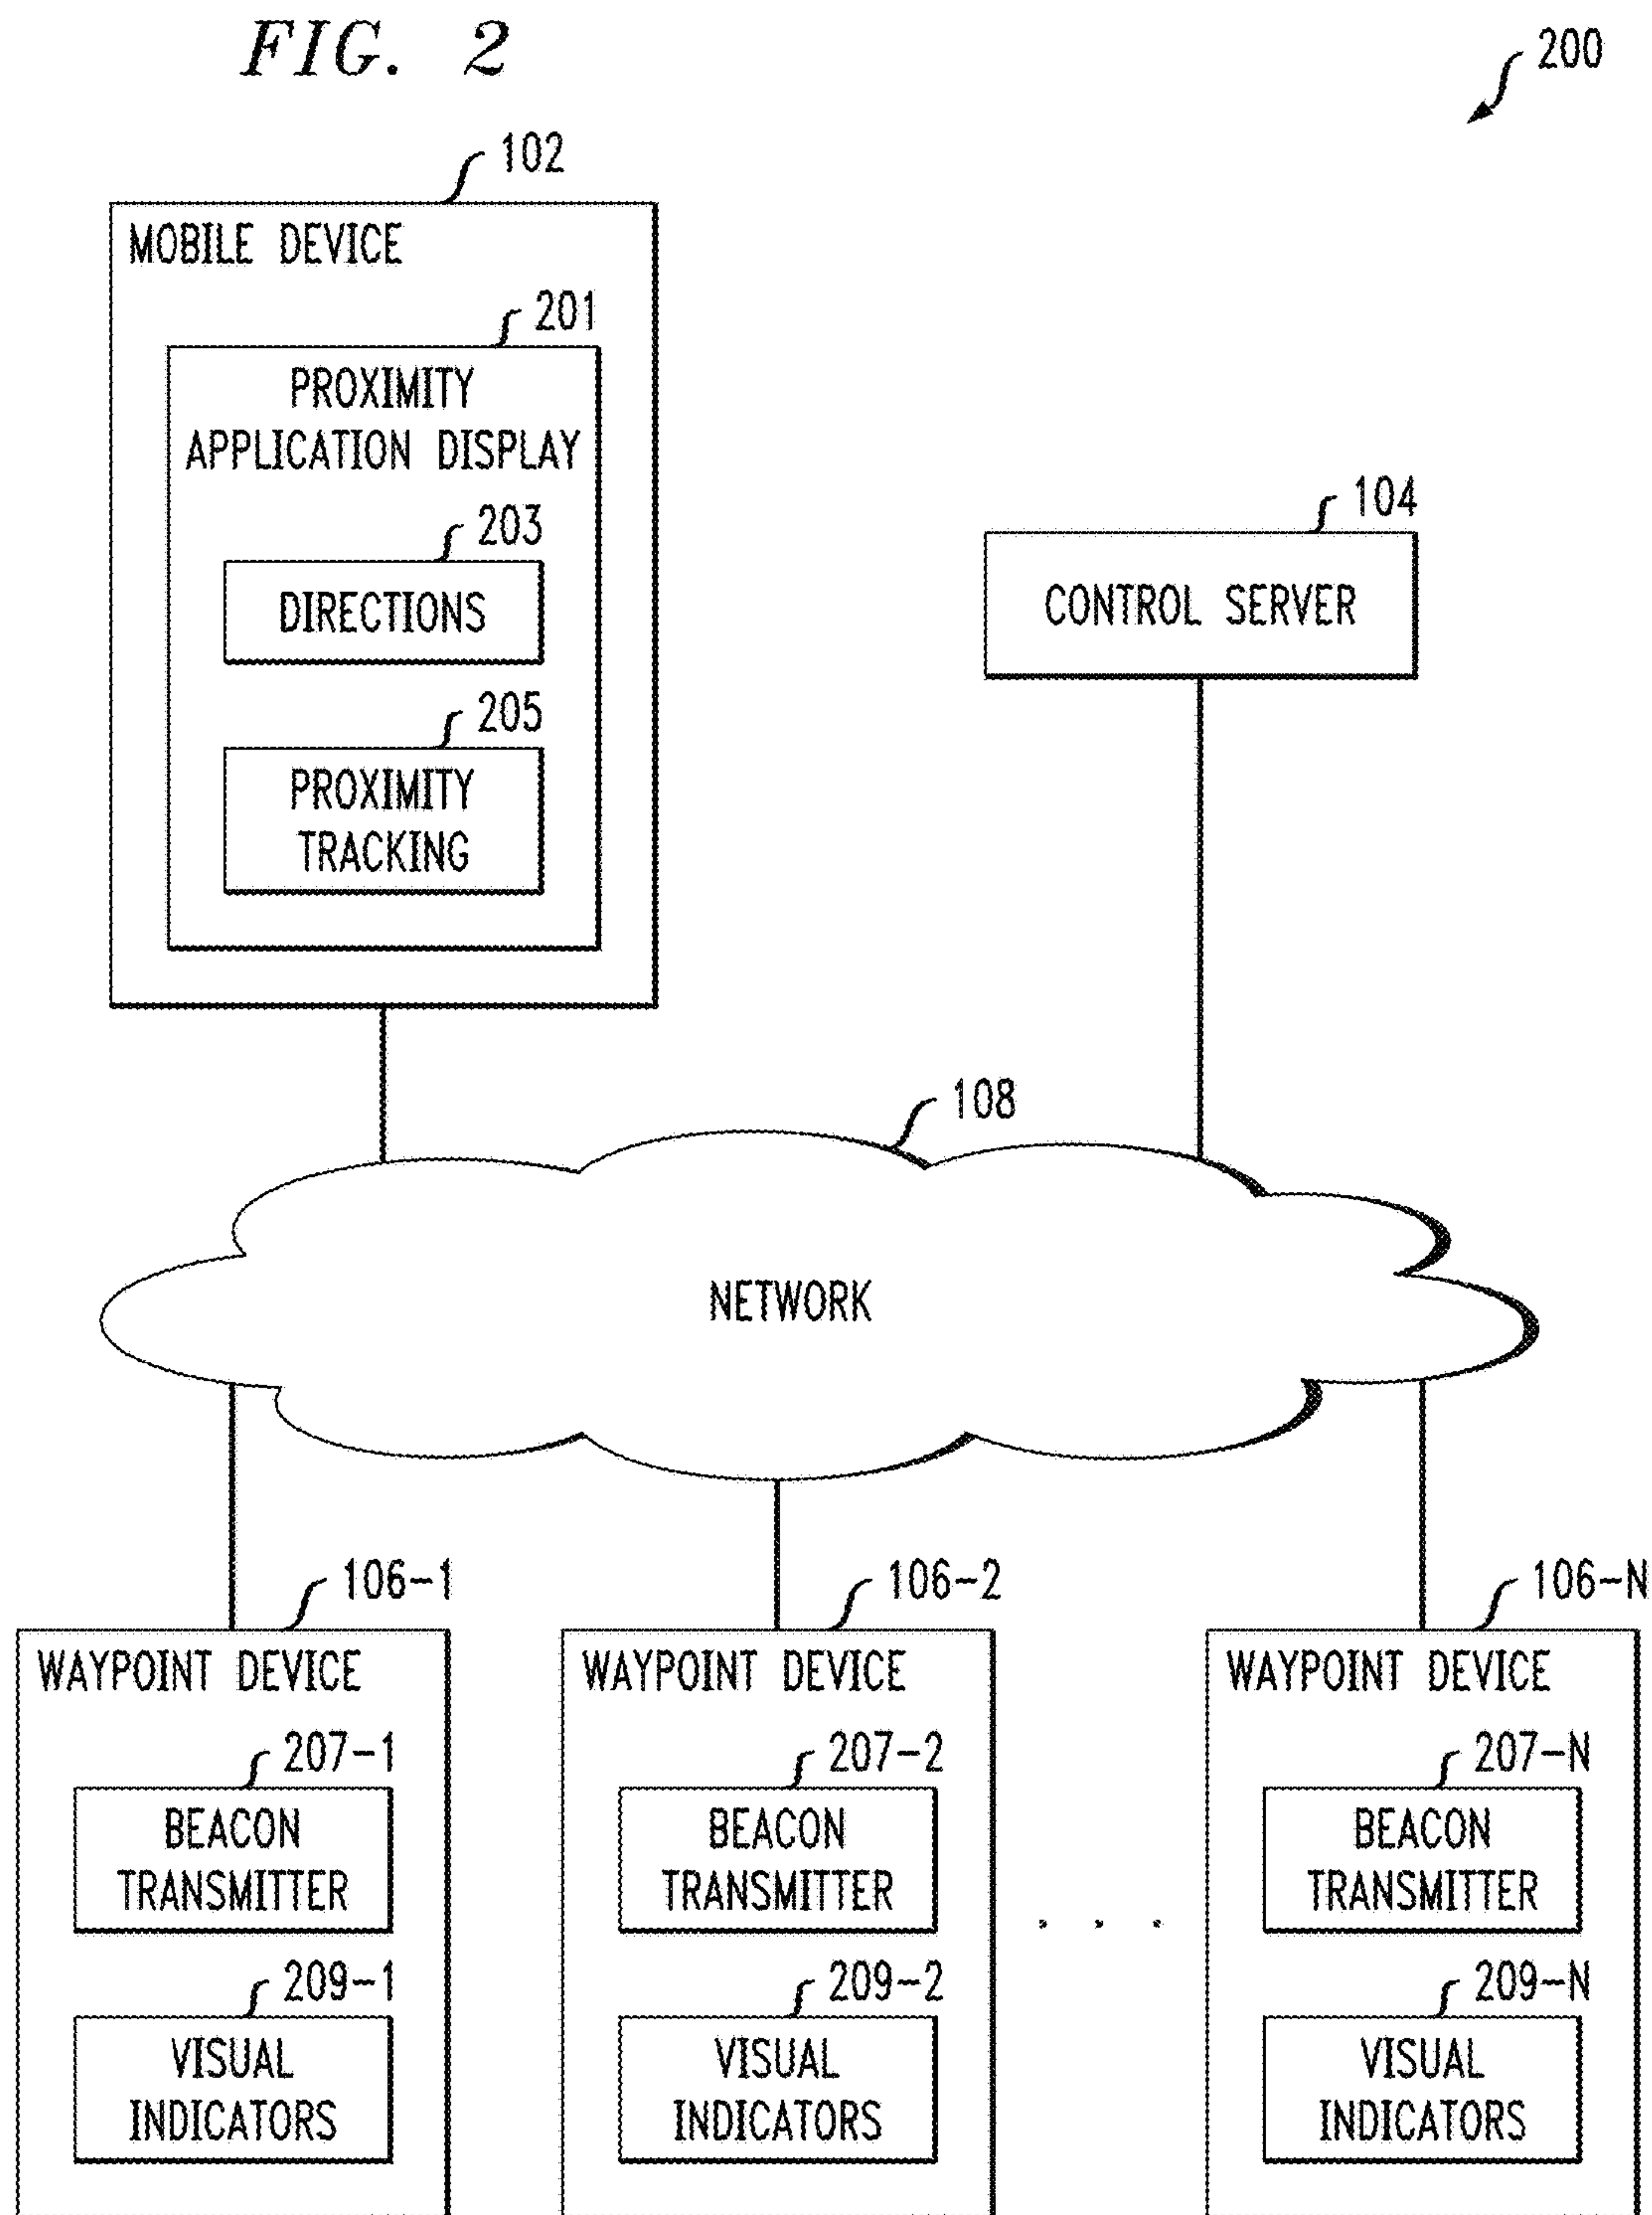 FIG. 2
200
102
MOBILE DEVICE
201
PROXIMITY
APPLICATION DISPLAY
203
DIRECTIONS
205
PROXIMITY
TRACKING
104
CONTROL SERVER
108
NETWORK
106-1
WAYPOINT DEVICE
207-1
BEACON
TRANSMITTER
209-1
VISUAL
INDICATORS
106-2
WAYPOINT DEVICE
207-2
BEACON
TRANSMITTER
209-2
VISUAL
INDICATORS
. . .
106-N
WAYPOINT DEVICE
207-N
BEACON
TRANSMITTER
209-N
VISUAL
INDICATORS